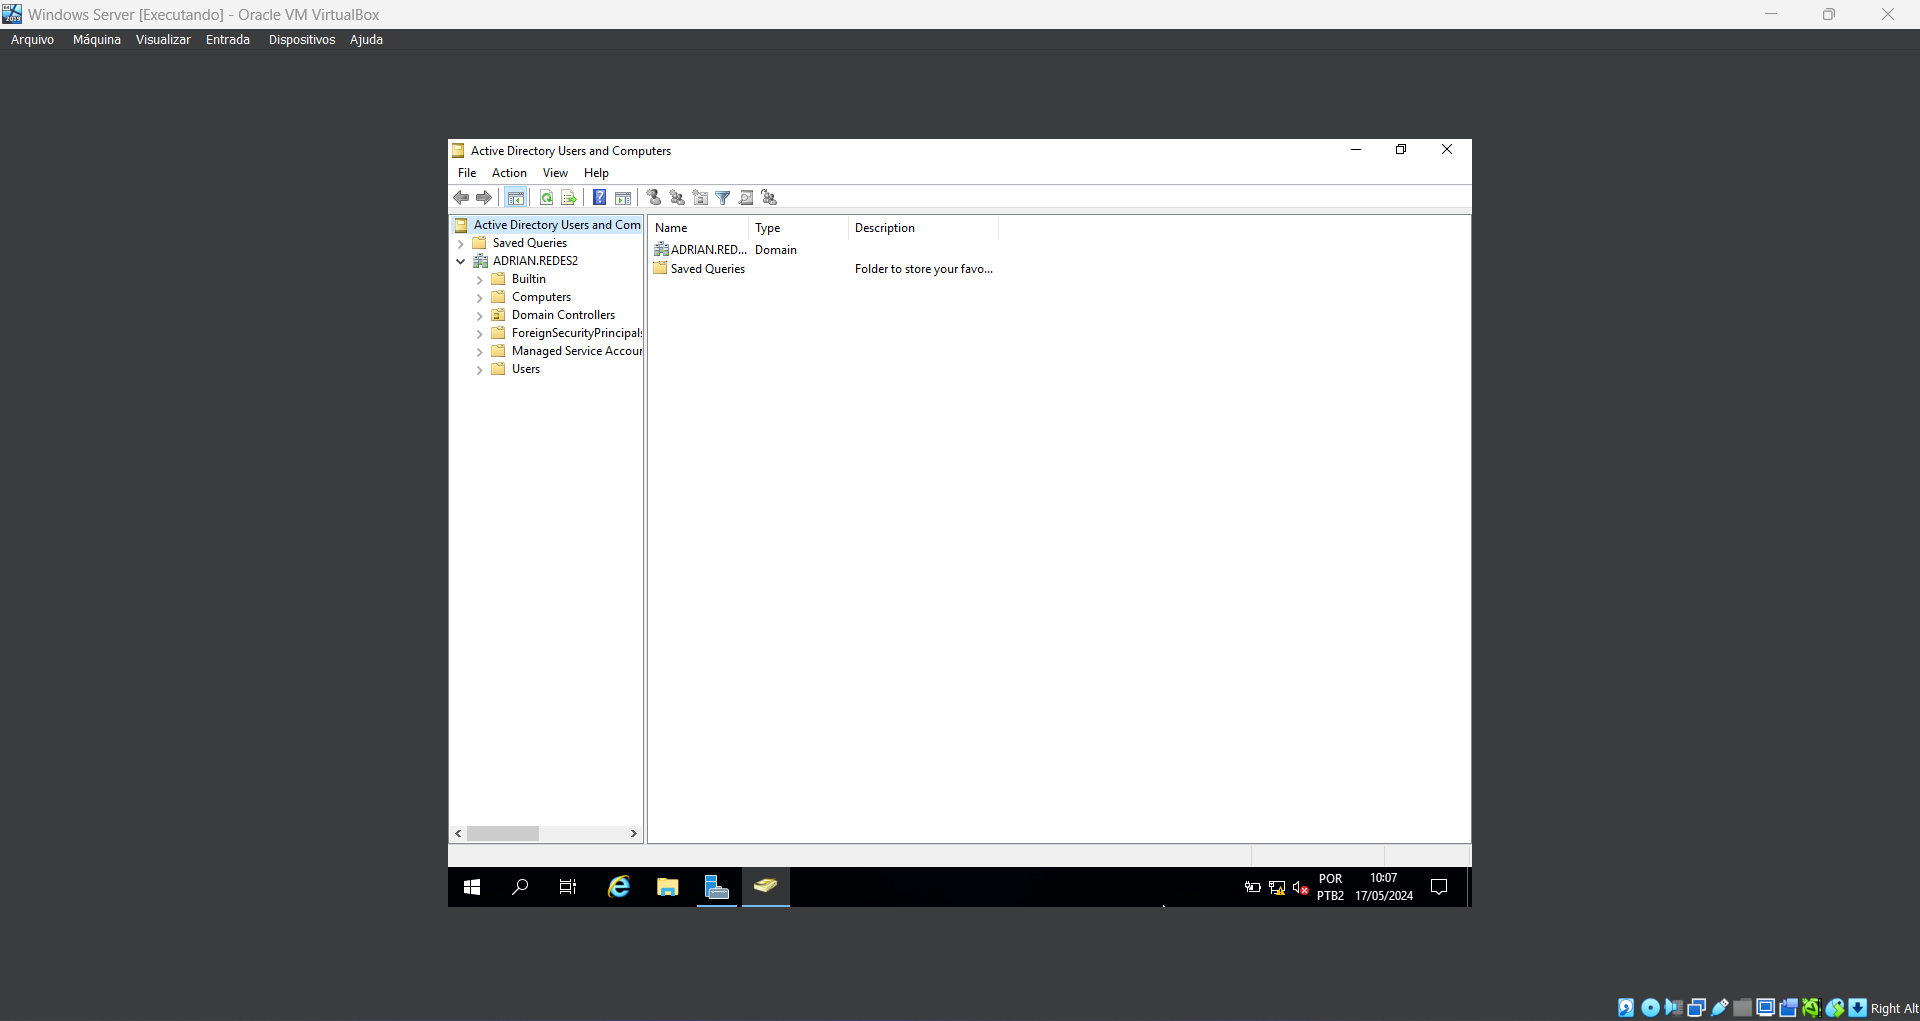 Windows Server [Executando] - Oracle VM VirtualBox
Arquivo Máquina Visualizar Entrada Dispositivos Ajuda
Active Directory Users and Computers
File Action View Help
Active Directory Users and Com
Saved Queries
ADRIAN.REDES2
Builtin
Computers
Domain Controllers
ForeignSecurityPrincipals
Managed Service Accour
Users
Name Type Description
ADRIAN.RED... Domain
Saved Queries Folder to store your favo...
POR 10:07
PTB2 17/05/2024
Right Alt